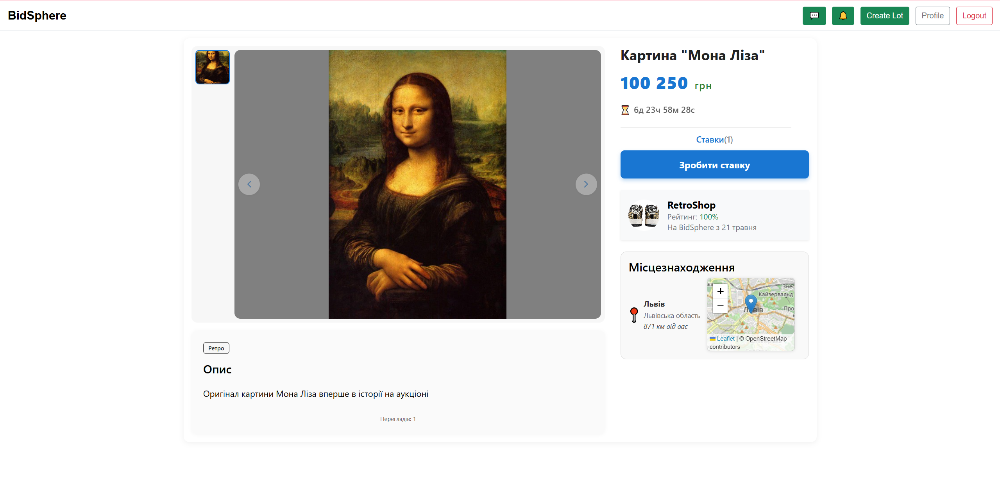 BidSphere
Create Lot
Profile
Logout
Картина "Мона Ліза"
100 250 грн
6д 23ч 58м 28с
Ставки(1)
Зробити ставку
RetroShop
Рейтинг: 100%
На BidSphere з 21 травня
Місцезнаходження
Львів
Львівська область
871 км від вас
+
−
Знес
Кайзервальд
Львів
Про
Leaflet | © OpenStreetMap
contributors
Ретро
Опис
Оригінал картини Мона Ліза вперше в історії на аукціоні
Переглядів: 1